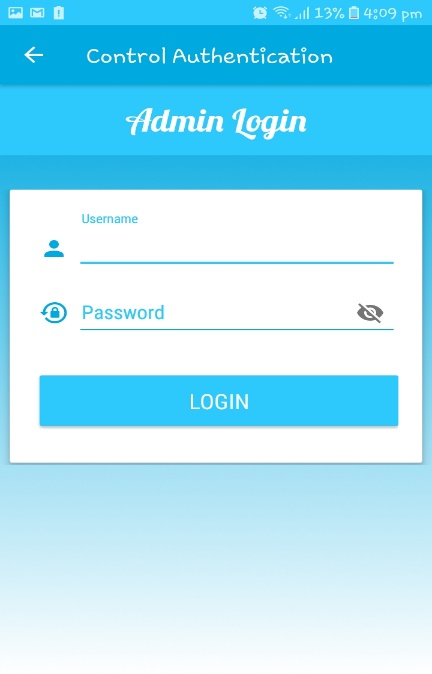 13% 4:09 pm
Control Authentication
Admin Login
Username
Password
LOGIN